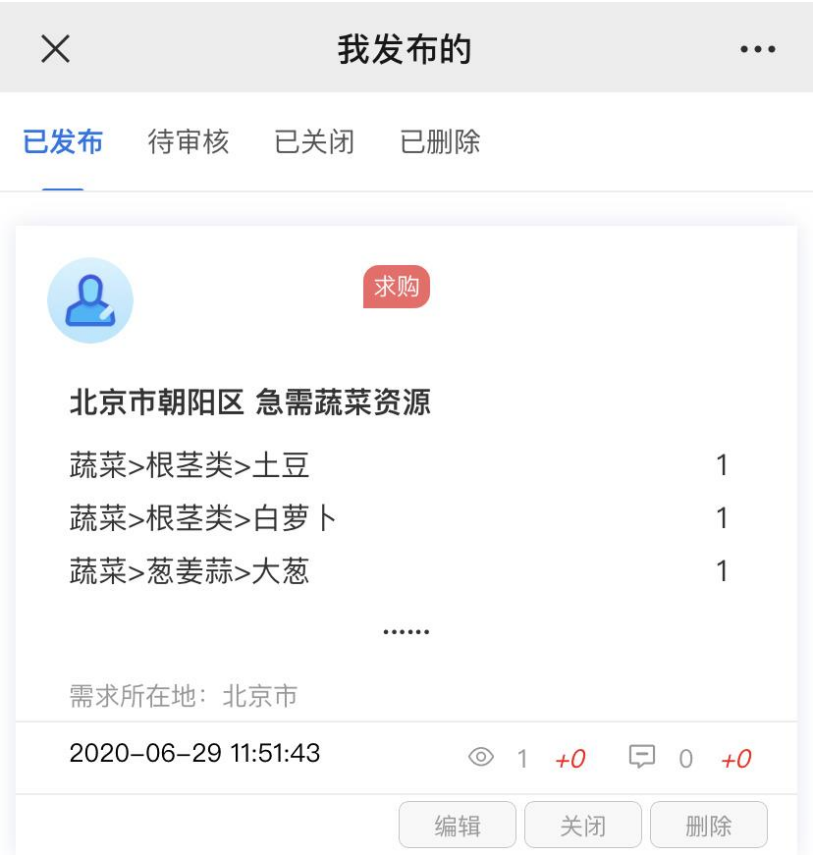 我发布的
已发布 待审核 已关闭 已删除
求购
北京市朝阳区 急需蔬菜资源
蔬菜>根茎类>土豆 1
蔬菜>根茎类>白萝卜 1
蔬菜>葱姜蒜>大葱 1
······
需求所在地：北京市
2020-06-29 11:51:43 1 +0 0 +0
编辑 关闭 删除